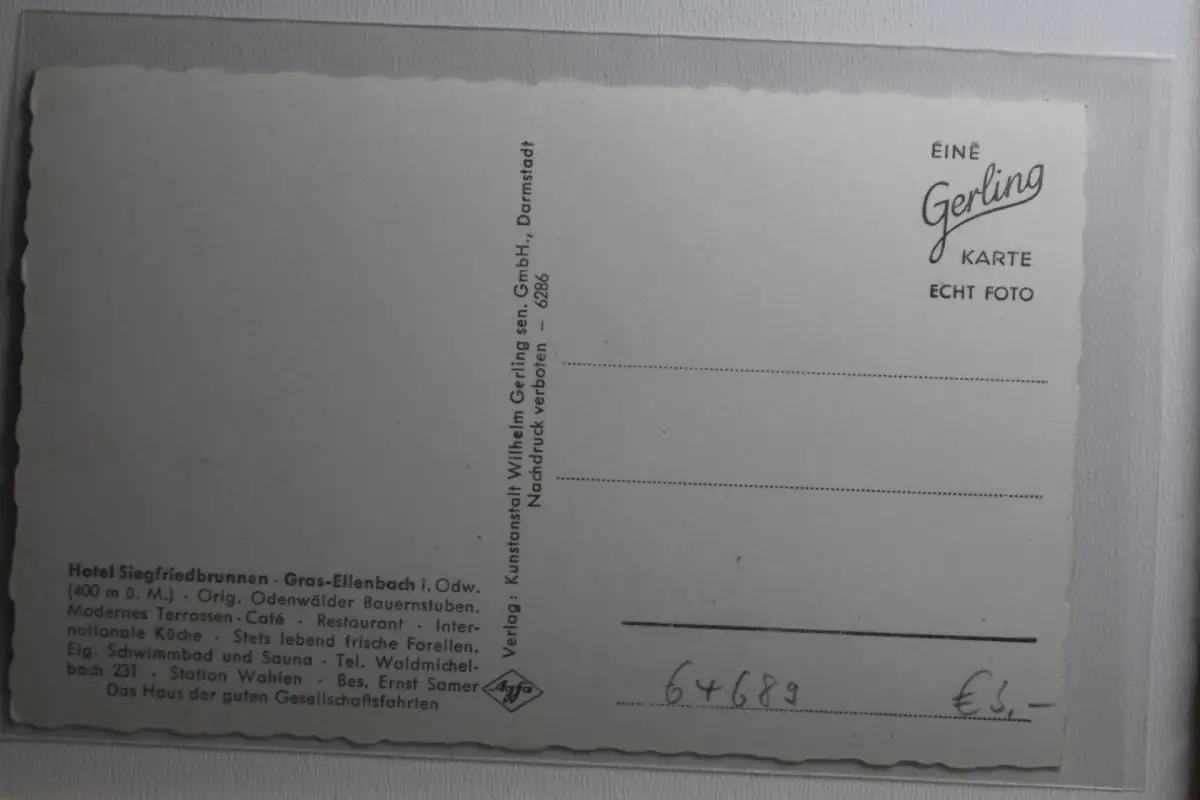 Hotel Siegfriedbrunnen · Gras-Ellenbach i. Odw.
(400 m ü. M.) · Orig. Odenwälder Bauernstuben.
Modernes Terrassen-Café · Restaurant · Inter-
nationale Küche · Stets lebend frische Forellen.
Eig. Schwimmbad und Sauna · Tel. Waldmichel-
bach 231 · Station Wahlen · Bes. Ernst Samer
Das Haus der guten Gesellschaftsfahrten
Verlag: Kunstanstalt Wilhelm Gerling sen. GmbH., Darmstadt
Nachdruck verboten — 6286
Agfa
EINE
Gerling
KARTE
ECHT FOTO
64689
€ 3,-